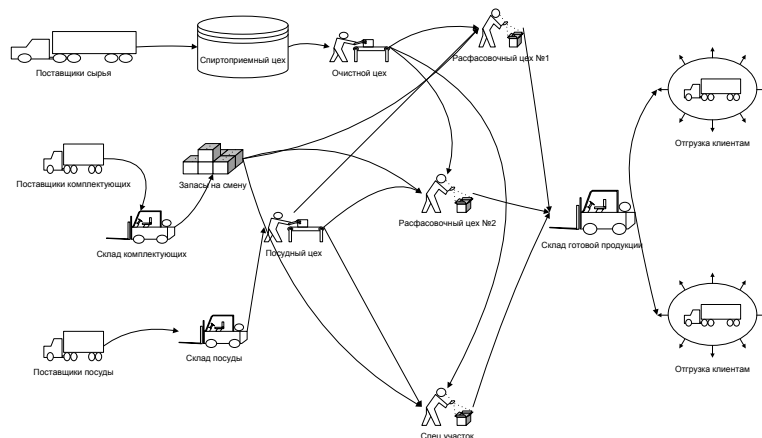 Поставщики сырья
Спиртоприемный цех
Очистной цех
Расфасовочный цех №1
Отгрузка клиентам
Поставщики комплектующих
Запасы на смену
Склад комплектующих
Посудный цех
Расфасовочный цех №2
Склад готовой продукции
Поставщики посуды
Склад посуды
Отгрузка клиентам
Спец участок